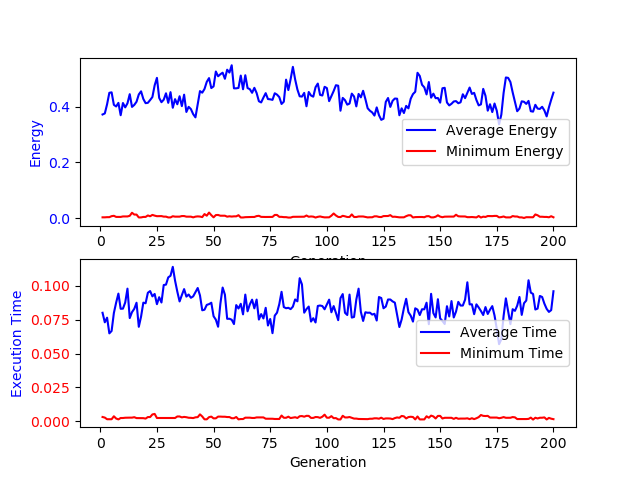 Energy
0.4
0.2
0.0
Average Energy
Minimum Energy
0 25 50 75 100 125 150 175 200
Generation
Execution Time
0.100
0.075
0.050
0.025
0.000
Average Time
Minimum Time
0 25 50 75 100 125 150 175 200
Generation